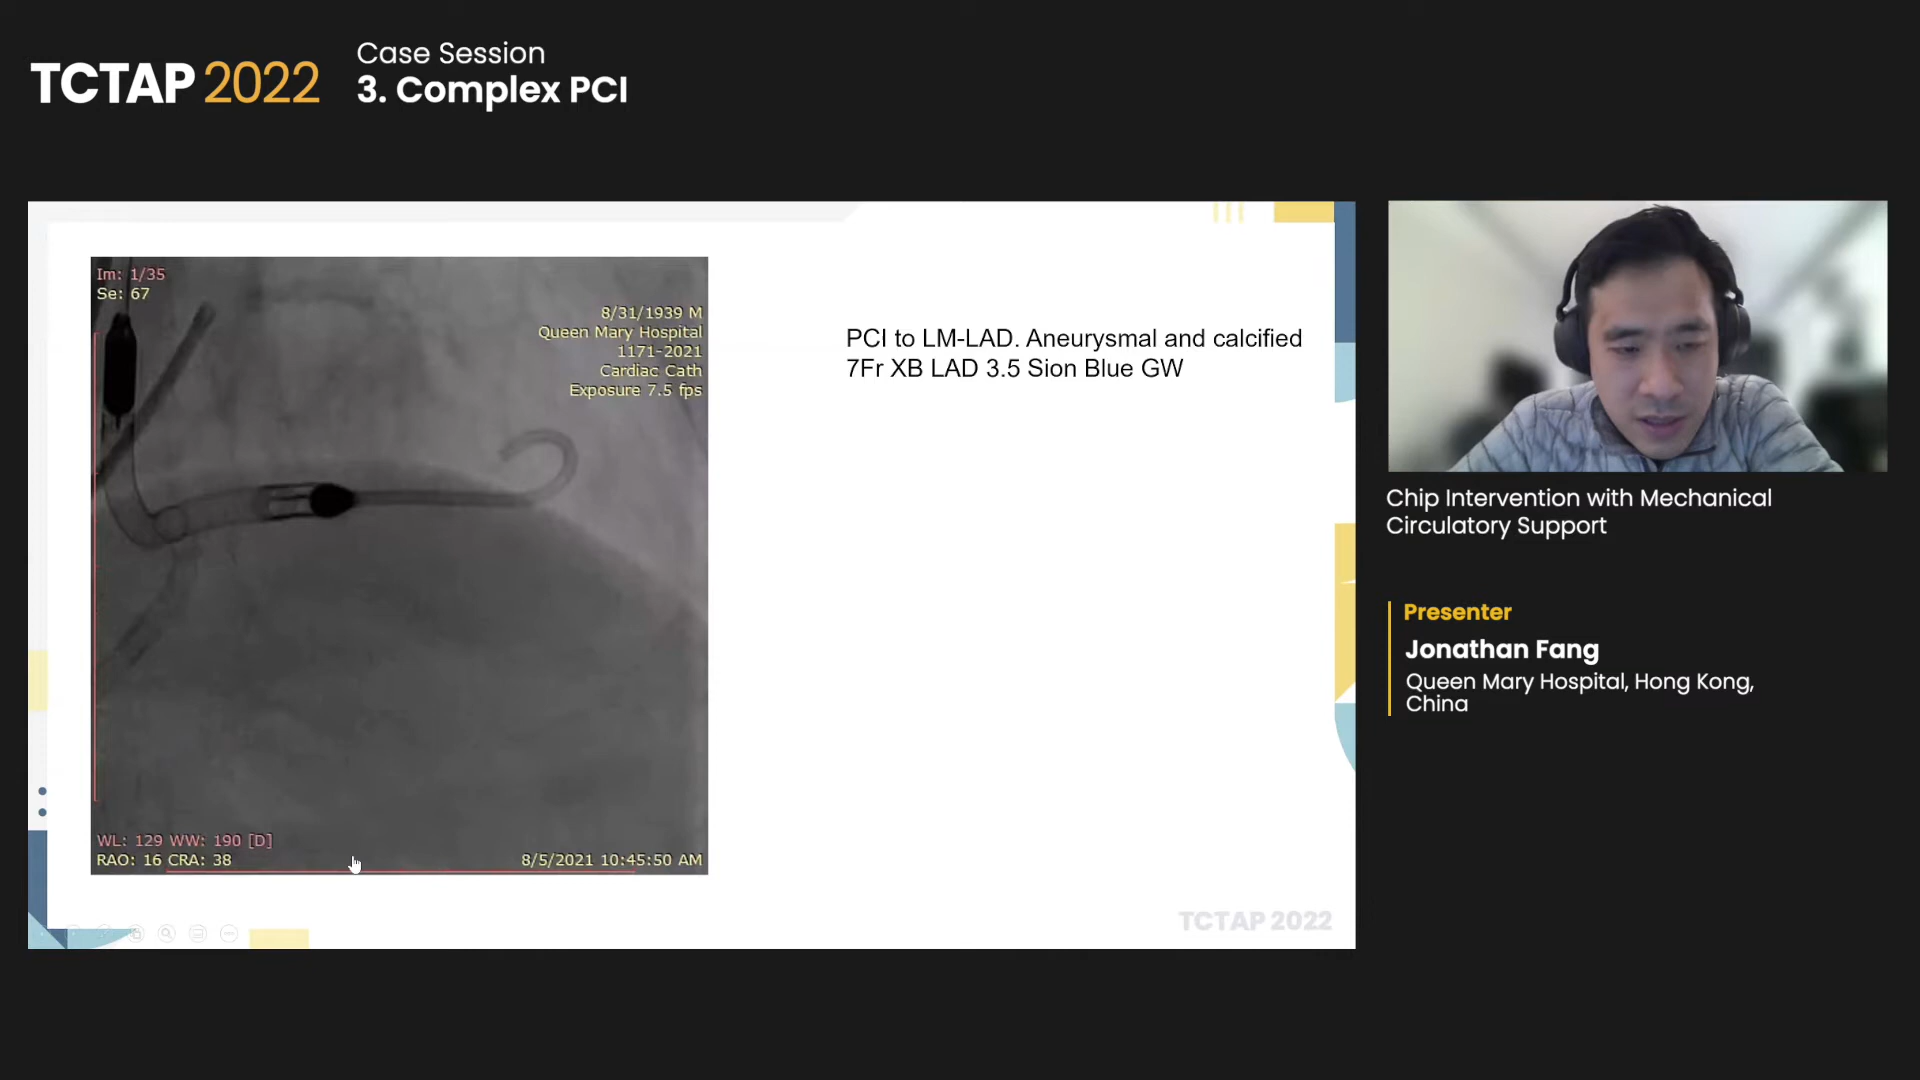 TCTAP 2022
Case Session
3. Complex PCI
Im: 1/35
Se: 67
8/31/1939 M
Queen Mary Hospital
1171-2021
Cardiac Cath
Exposure 7.5 fps
WL: 129 WW: 190 [D]
RAO: 16 CRA: 38
8/5/2021 10:45:50 AM
PCI to LM-LAD. Aneurysmal and calcified
7Fr XB LAD 3.5 Sion Blue GW
TCTAP 2022
Chip Intervention with Mechanical
Circulatory Support
Presenter
Jonathan Fang
Queen Mary Hospital, Hong Kong,
China